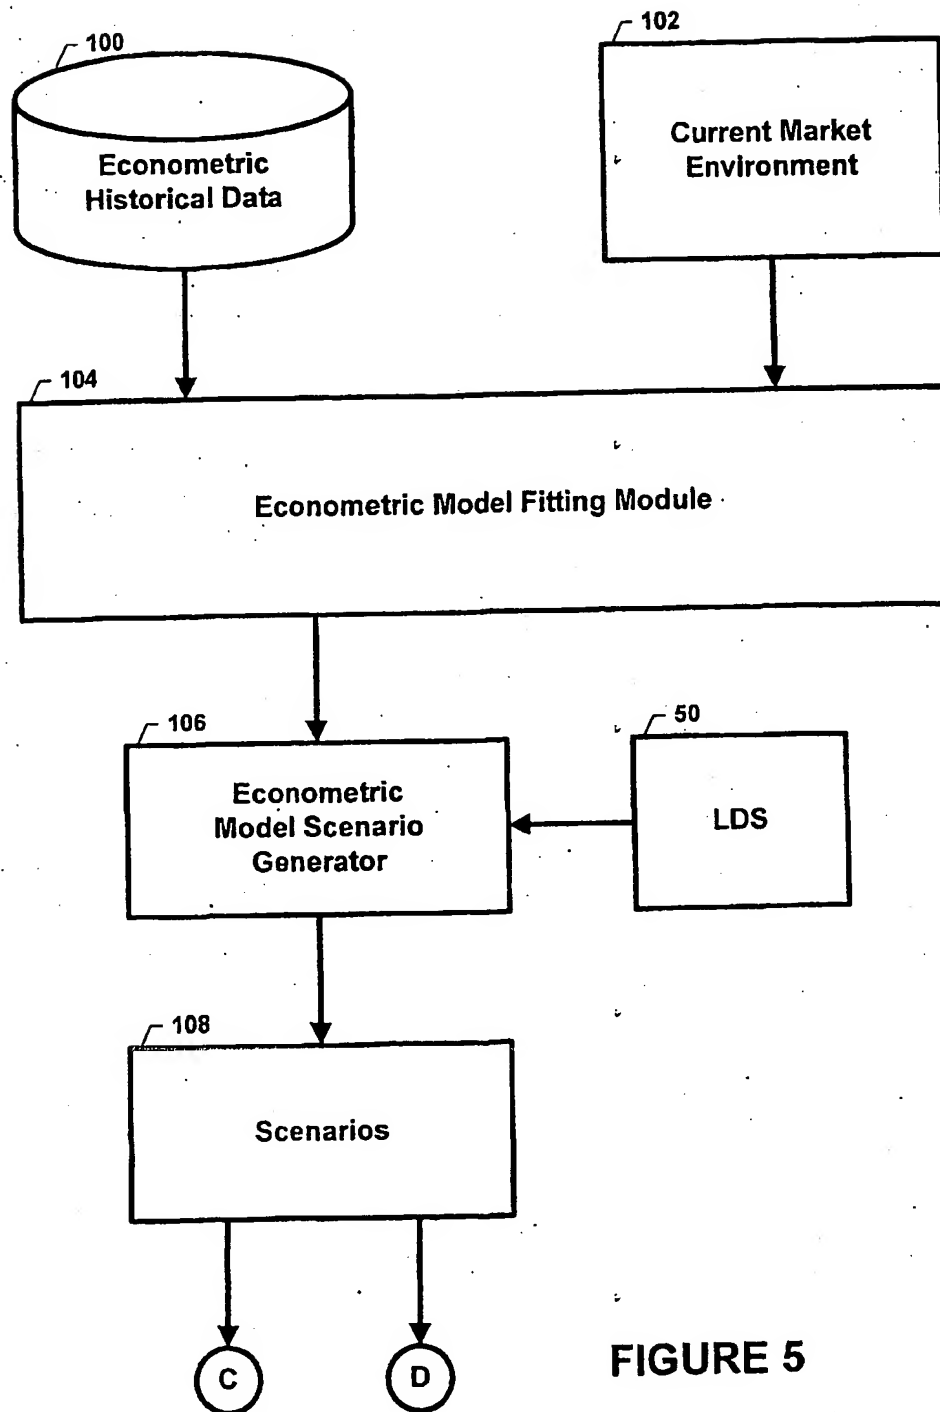 100
102
Econometric
Historical Data
Current Market
Environment
104
Econometric Model Fitting Module
106
50
Econometric
Model Scenario
Generator
LDS
108
Scenarios
C
D
FIGURE 5